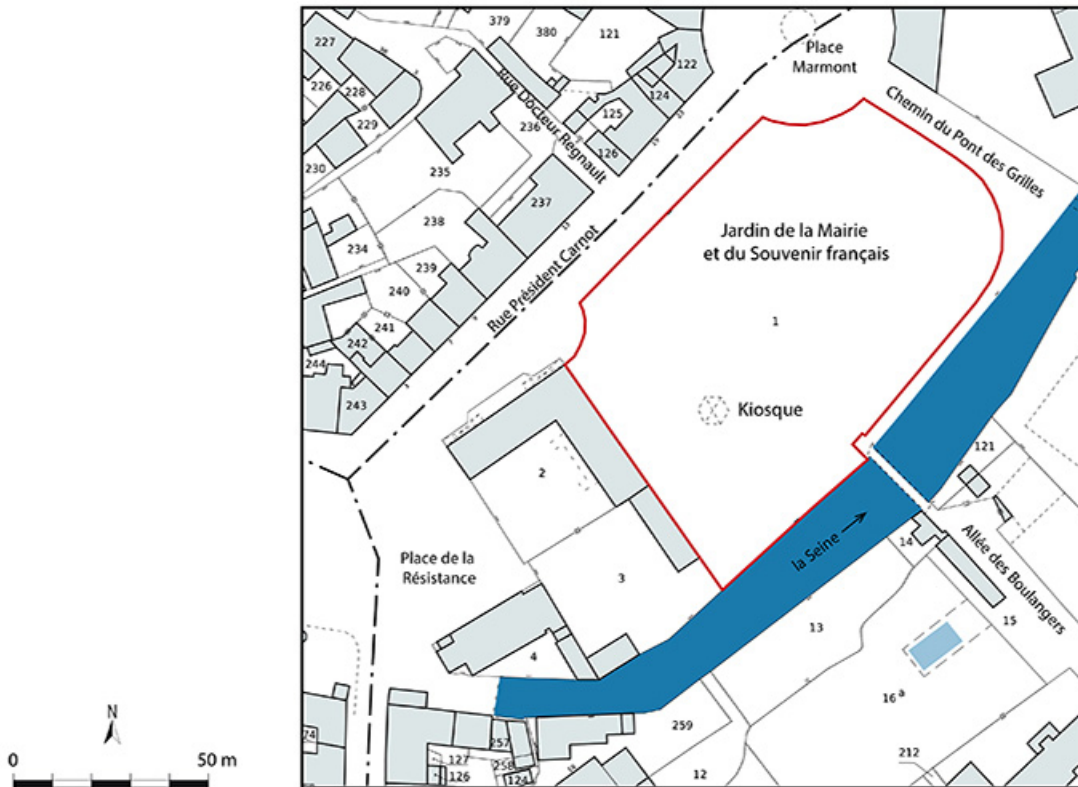 379
380
121
227
Place
Marmont
122
226
228
124
Chemin du Pont des Grilles
125
229
Rue Docteur Regnault
236
126
230
235
237
Jardin de la Mairie
et du Souvenir français
238
234
Rue Président Carnot
239
240
1
241
242
244
243
Kiosque
121
2
la Seine
14
Allée des Boulangers
Place de la
Résistance
3
15
13
4
16 a
N
259
74
257
212
0
50 m
127
258
12
126
124